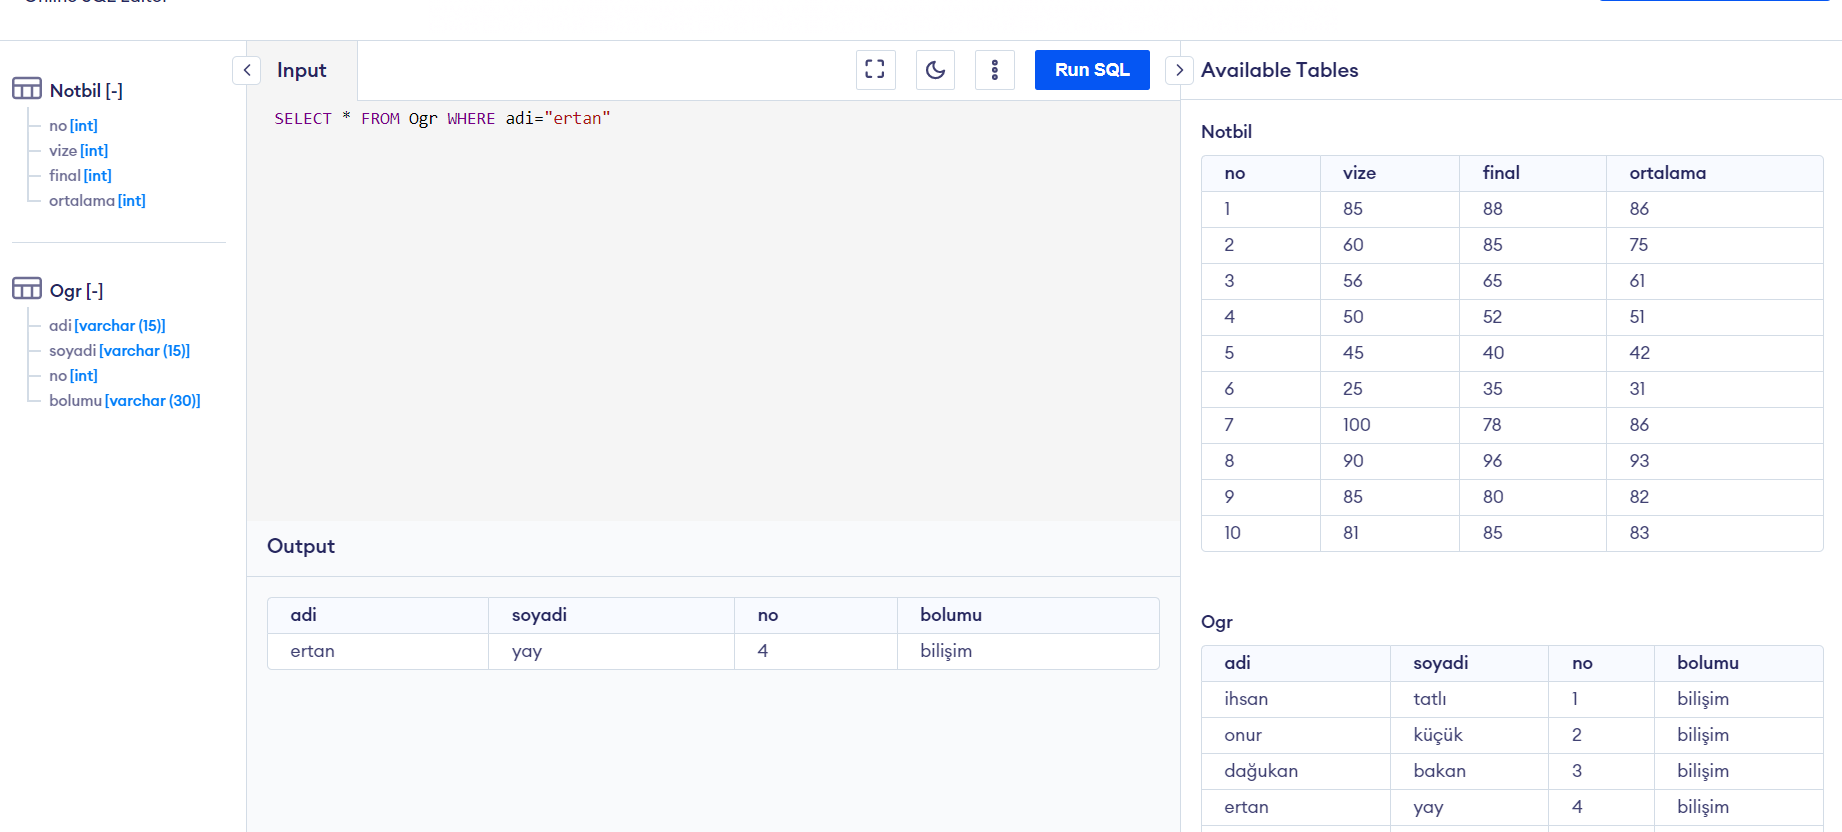 Online SQL Editor
Notbil [-]
no [int]
vize [int]
final [int]
ortalama [int]
Ogr [-]
adi [varchar (15)]
soyadi [varchar (15)]
no [int]
bolumu [varchar (30)]
Input
Run SQL
SELECT * FROM Ogr WHERE adi="ertan"
Output
adi soyadi no bolumu
ertan yay 4 bilişim
Available Tables
Notbil
no vize final ortalama
1 85 88 86
2 60 85 75
3 56 65 61
4 50 52 51
5 45 40 42
6 25 35 31
7 100 78 86
8 90 96 93
9 85 80 82
10 81 85 83
Ogr
adi soyadi no bolumu
ihsan tatlı 1 bilişim
onur küçük 2 bilişim
dağukan bakan 3 bilişim
ertan yay 4 bilişim